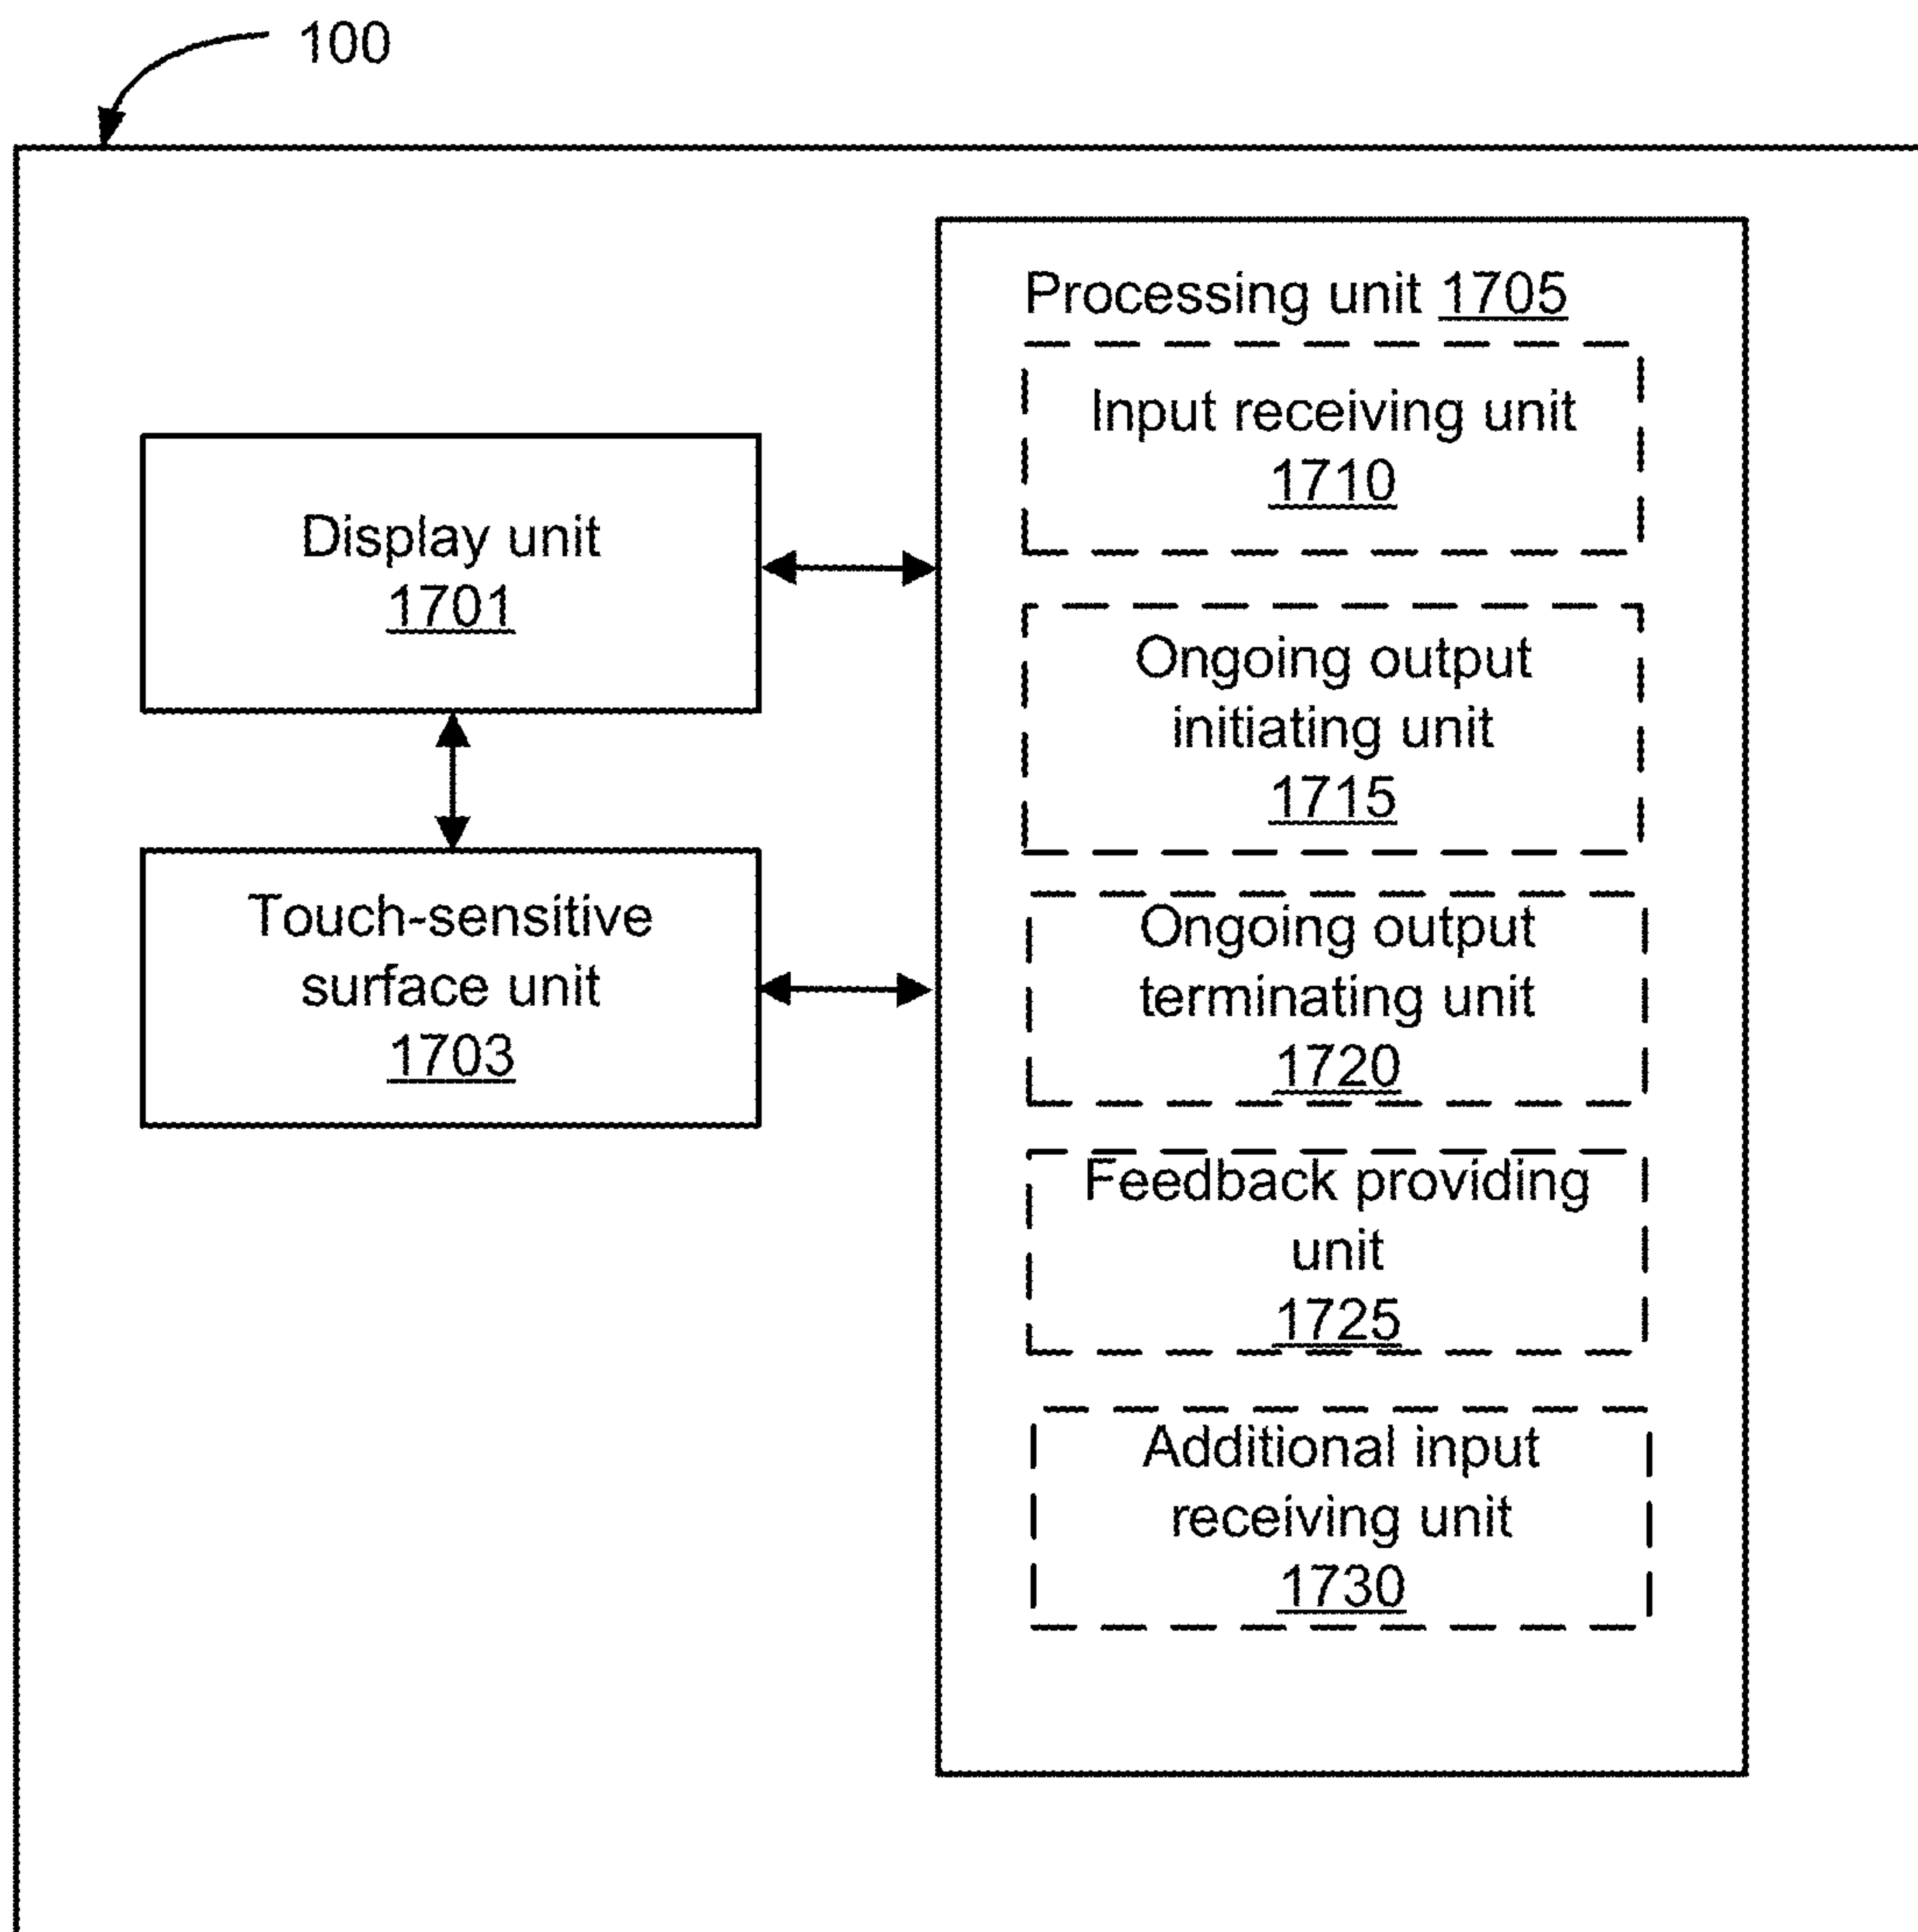 100
Processing unit 1705
Input receiving unit
1710
Display unit
1701
Ongoing output
initiating unit
1715
Touch-sensitive
surface unit
1703
Ongoing output
terminating unit
1720
Feedback providing
unit
1725
Additional input
receiving unit
1730